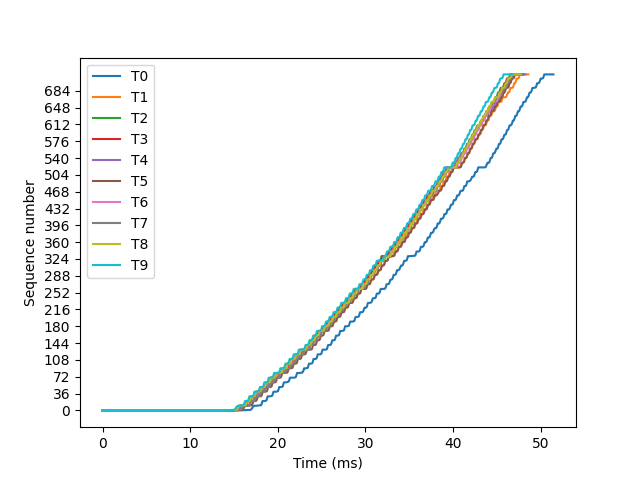 684
648
612
576
540
504
468
432
396
360
324
288
252
216
180
144
108
72
36
0
Sequence number
T0
T1
T2
T3
T4
T5
T6
T7
T8
T9
0 10 20 30 40 50
Time (ms)